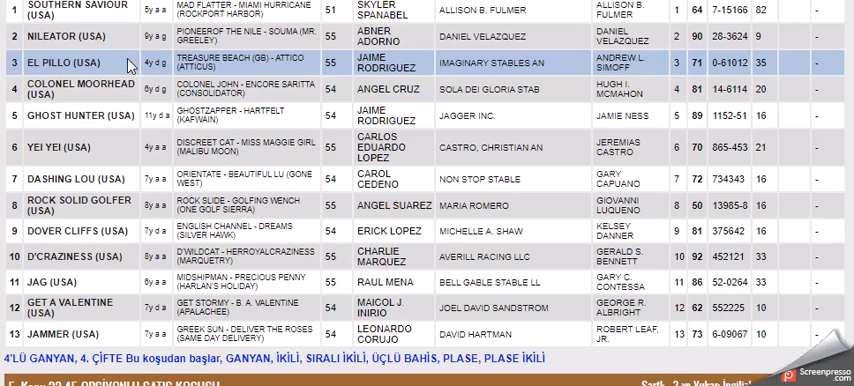 1 SOUTHERN SAVIOUR (USA) 5y a a MAD FLATTER - MIAMI HURRICANE (ROCKPORT HARBOR) 51 SKYLER SPANABEL ALLISON B. FULMER ALLISON B. FULMER 1 64 7-15166 82 -
2 NILEATOR (USA) 9y a g PIONEEROF THE NILE - SOUMA (MR. GREELEY) 55 ABNER ADORNO DANIEL VELAZQUEZ DANIEL VELAZQUEZ 2 90 28-3624 9 -
3 EL PILLO (USA) 4y d g TREASURE BEACH (GB) - ATTICO (ATTICUS) 55 JAIME RODRIGUEZ IMAGINARY STABLES AN ANDREW L. SIMOFF 3 71 0-61012 35 -
4 COLONEL MOORHEAD (USA) 6y d g COLONEL JOHN - ENCORE SARITTA (CONSOLIDATOR) 54 ANGEL CRUZ SOLA DEI GLORIA STAB HUGH I. MCMAHON 4 81 14-6114 20 -
5 GHOST HUNTER (USA) 11y d a GHOSTZAPPER - HARTFELT (KAFWAIN) 54 JAIME RODRIGUEZ JAGGER INC. JAMIE NESS 5 89 1152-51 16 -
6 YEI YEI (USA) 4y a a DISCREET CAT - MISS MAGGIE GIRL (MALIBU MOON) 55 CARLOS EDUARDO LOPEZ CASTRO, CHRISTIAN AN JEREMIAS CASTRO 6 70 865-453 21 -
7 DASHING LOU (USA) 7y a a ORIENTATE - BEAUTIFUL LU (GONE WEST) 54 CAROL CEDENO NON STOP STABLE GARY CAPUANO 7 72 734343 16 -
8 ROCK SOLID GOLFER (USA) 8y a a ROCK SLIDE - GOLFING WENCH (ONE GOLF SIERRA) 55 ANGEL SUAREZ MARIA ROMERO GIOVANNI LUQUENO 8 50 13985-8 16 -
9 DOVER CLIFFS (USA) 7y d a ENGLISH CHANNEL - DREAMS (SILVER HAWK) 54 ERICK LOPEZ MICHELLE A. SHAW KELSEY DANNER 9 81 375642 16 -
10 D'CRAZINESS (USA) 8y a a D'WILDCAT - HERROYALCRAZINESS (MARQUETRY) 55 CHARLIE MARQUEZ AVERILL RACING LLC GERALD S. BENNETT 10 92 452121 33 -
11 JAG (USA) 6y a a MIDSHIPMAN - PRECIOUS PENNY (HARLAN'S HOLIDAY) 55 RAUL MENA BELL GABLE STABLE LL GARY C. CONTESSA 11 86 52-0264 33 -
12 GET A VALENTINE (USA) 7y d a GET STORMY - B. A. VALENTINE (APALACHEE) 54 MAICOL J. INIRIO JOEL DAVID SANDSTROM GEORGE R. ALBRIGHT 12 62 552225 10 -
13 JAMMER (USA) 7y a a GREEK SUN - DELIVER THE ROSES (SAME DAY DELIVERY) 54 LEONARDO CORUJO DAVID HARTMAN ROBERT LEAF, JR. 13 73 6-09067 10 -
4'LÜ GANYAN, 4. ÇİFTE Bu koşudan başlar, GANYAN, İKİLİ, SIRALI İKİLİ, ÜÇLÜ BAHİS, PLASE, PLASE İKİLİ
Screenpresso.com